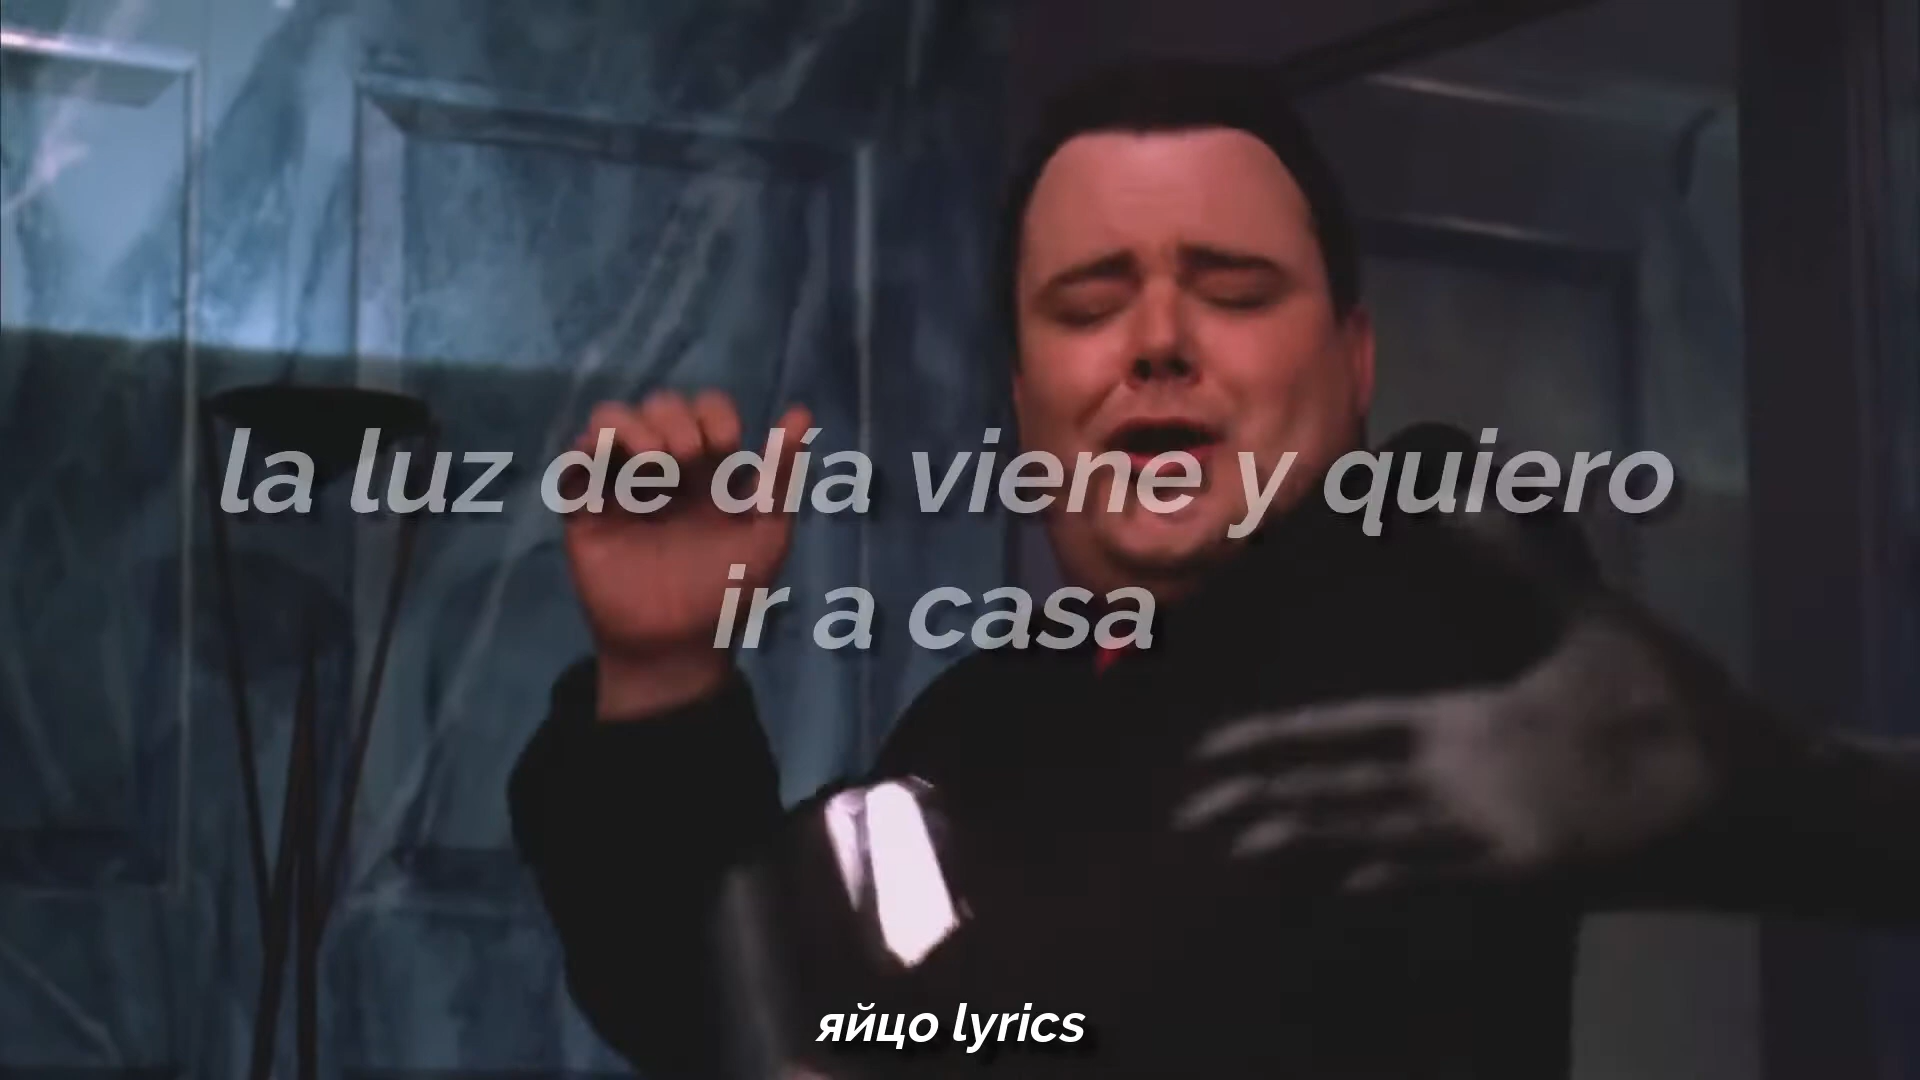 la luz de día viene y quiero
ir a casa
яйцо lyrics